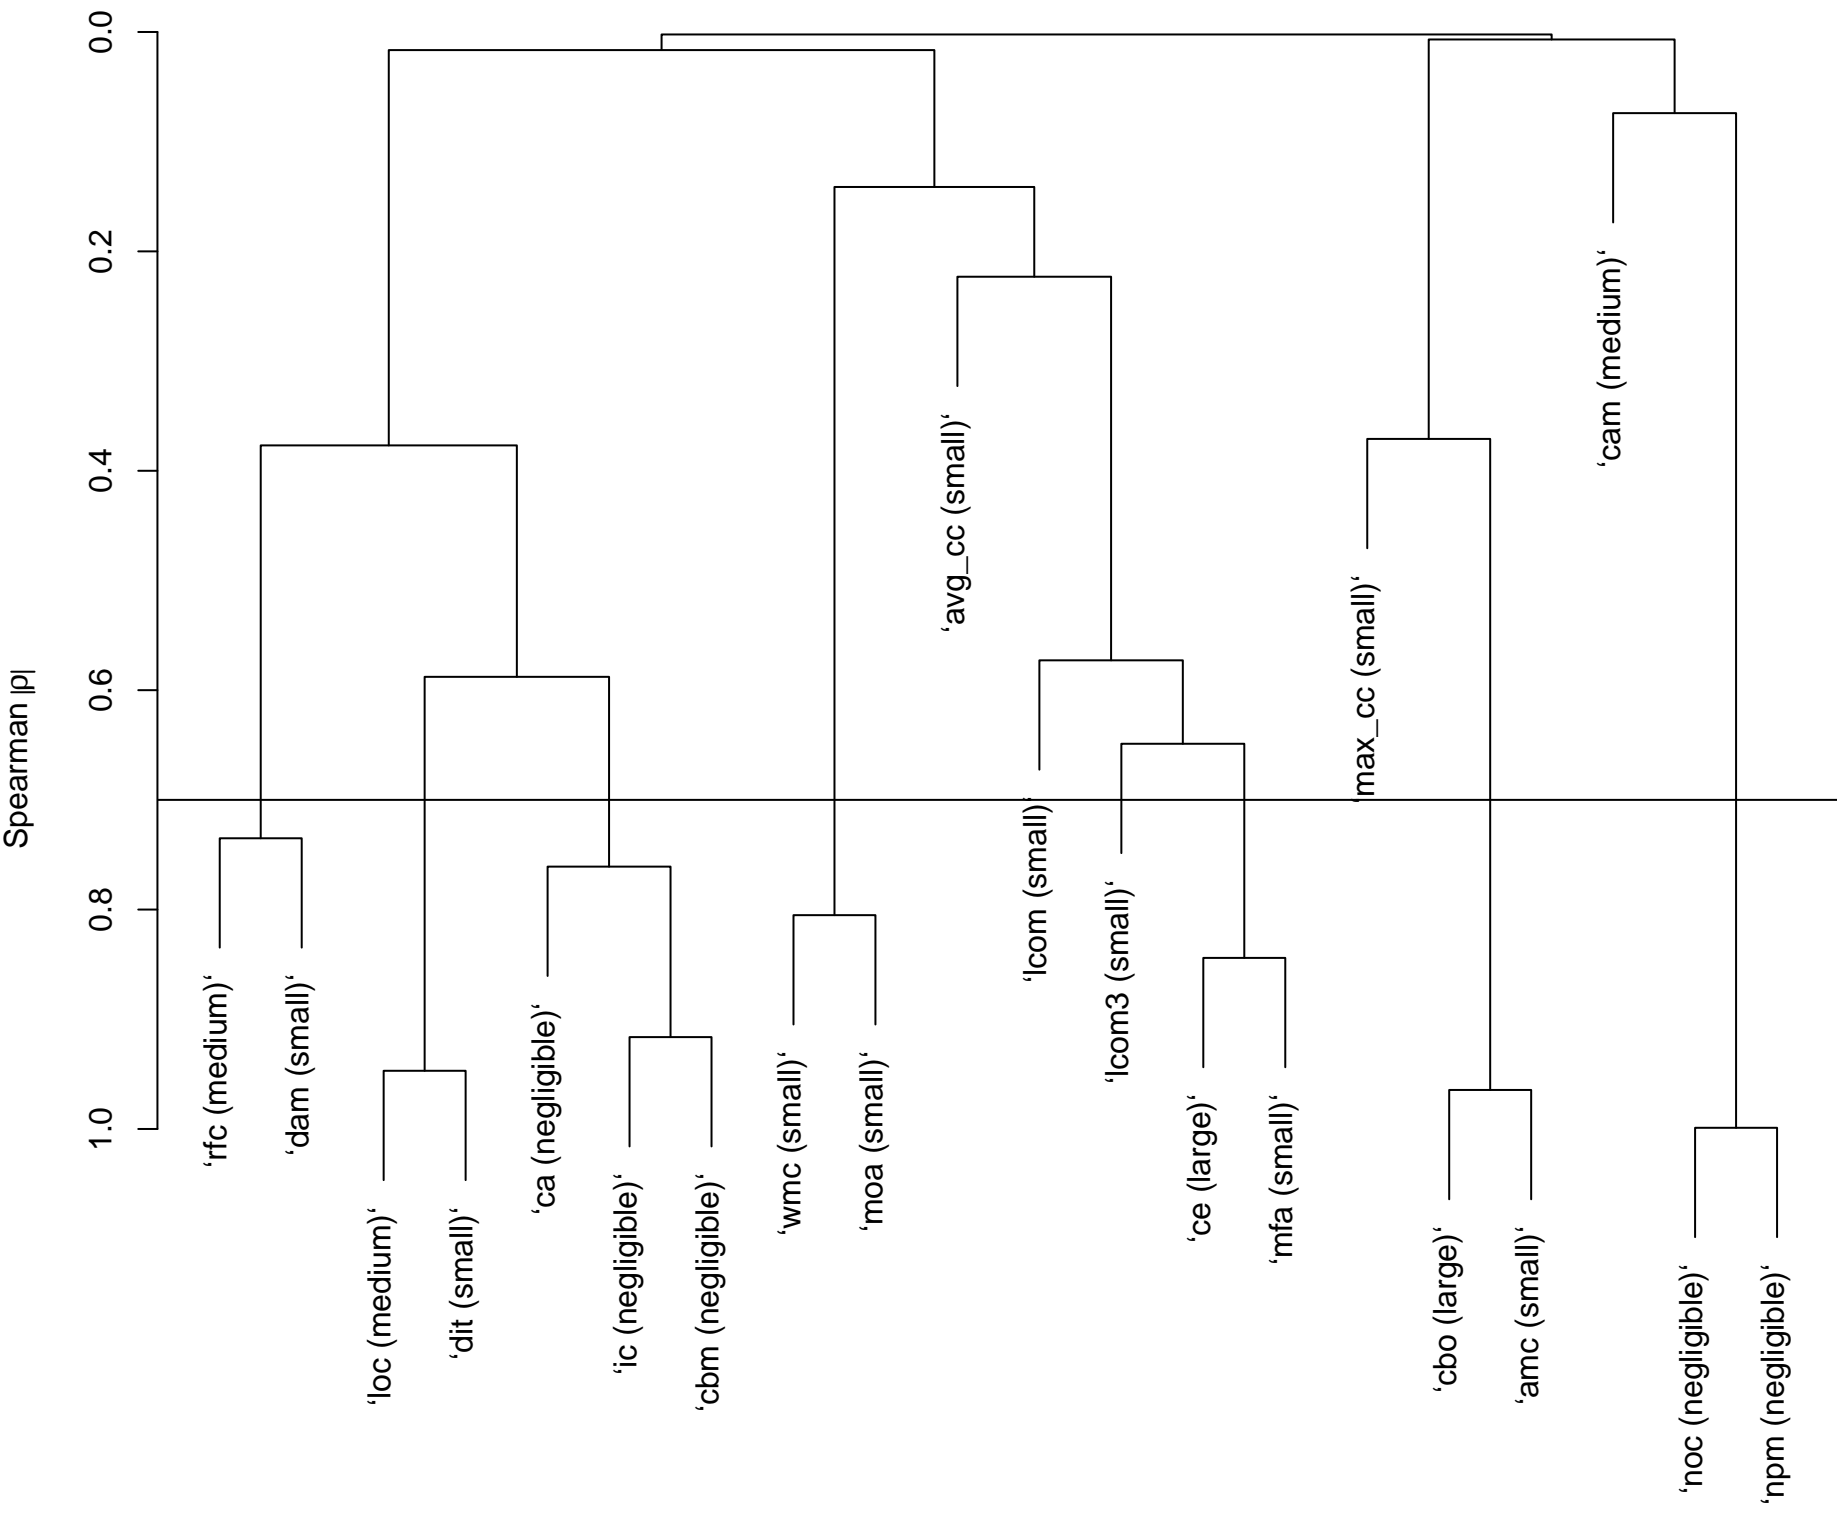 Spearman |ρ|
0.0
0.2
0.4
0.6
0.8
1.0
‘rfc (medium)‘
‘dam (small)‘
‘loc (medium)‘
‘dit (small)‘
‘ca (negligible)‘
‘ic (negligible)‘
‘cbm (negligible)‘
‘wmc (small)‘
‘moa (small)‘
‘avg_cc (small)‘
‘lcom (small)‘
‘lcom3 (small)‘
‘ce (large)‘
‘mfa (small)‘
‘max_cc (small)‘
‘cbo (large)‘
‘amc (small)‘
‘cam (medium)‘
‘noc (negligible)‘
‘npm (negligible)‘